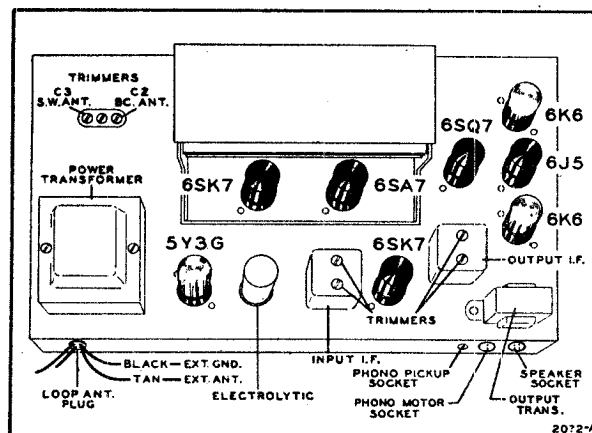 TRIMMERS
C3 C2
S.W.ANT. BC.ANT.
POWER
TRANSFORMER
6SK7
6SA7
6SQ7
6K6
6J5
6K6
5Y3G
6SK7
OUTPUT I.F.
TRIMMERS
INPUT I.F.
BLACK — EXT. GND.
TAN — EXT. ANT.
LOOP ANT.
PLUG
ELECTROLYTIC
PHONO PICKUP
SOCKET
PHONO MOTOR
SOCKET
SPEAKER
SOCKET
OUTPUT
TRANS.